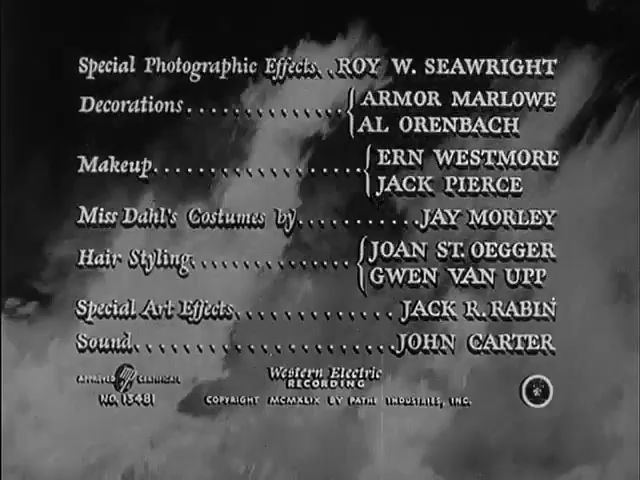 Special Photographic Effects..ROY W. SEAWRIGHT
Decorations..............ARMOR MARLOWE
AL ORENBACH
Makeup....................ERN WESTMORE
JACK PIERCE
Miss Dahl's Costumes by..........JAY MORLEY
Hair Styling..............JOAN ST. OEGGER
GWEN VAN UPP
Special Art Effects.............JACK R. RABIN
Sound......................JOHN CARTER
APPROVED CERTIFICATE
NO. 13481
Western Electric
RECORDING
COPYRIGHT MCMXLIX BY PATHE INDUSTRIES, INC.